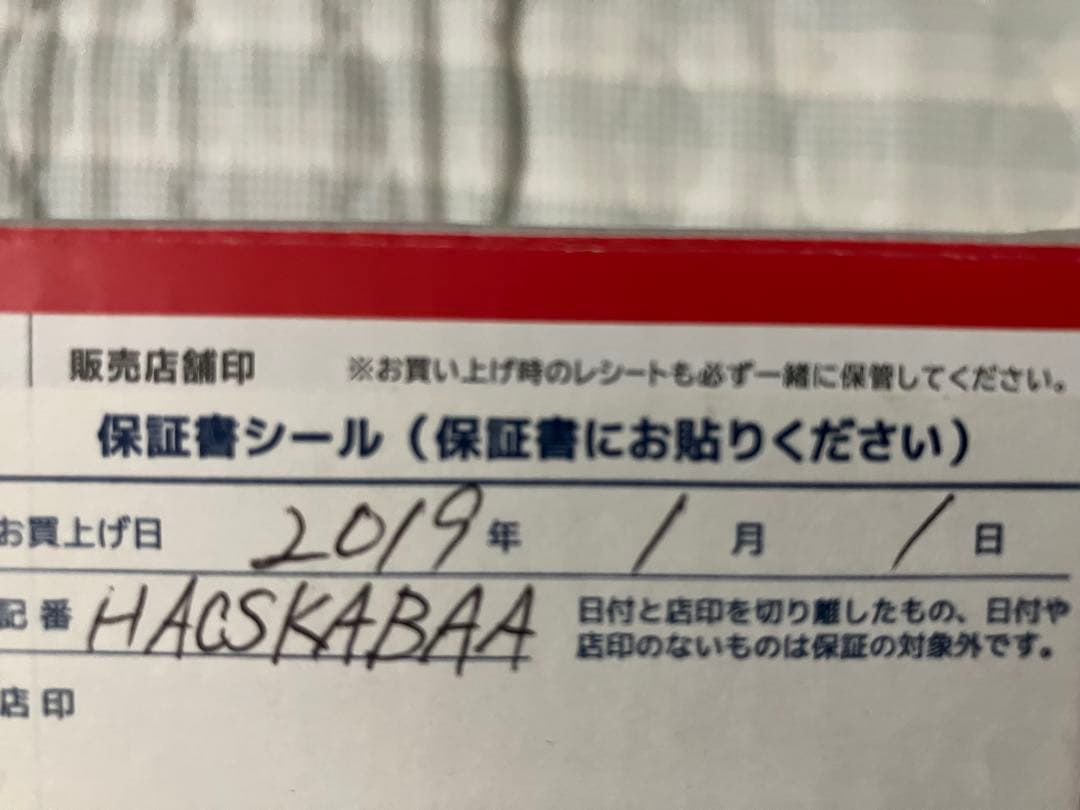 販売店舗印 ※お買い上げ時のレシートも必ず一緒に保管してください。
保証書シール（保証書にお貼りください）
お買上げ日 2019年 1月 1日
記番 HACSKABAA 日付と店印を切り離したもの、日付や
店印のないものは保証の対象外です。
店印